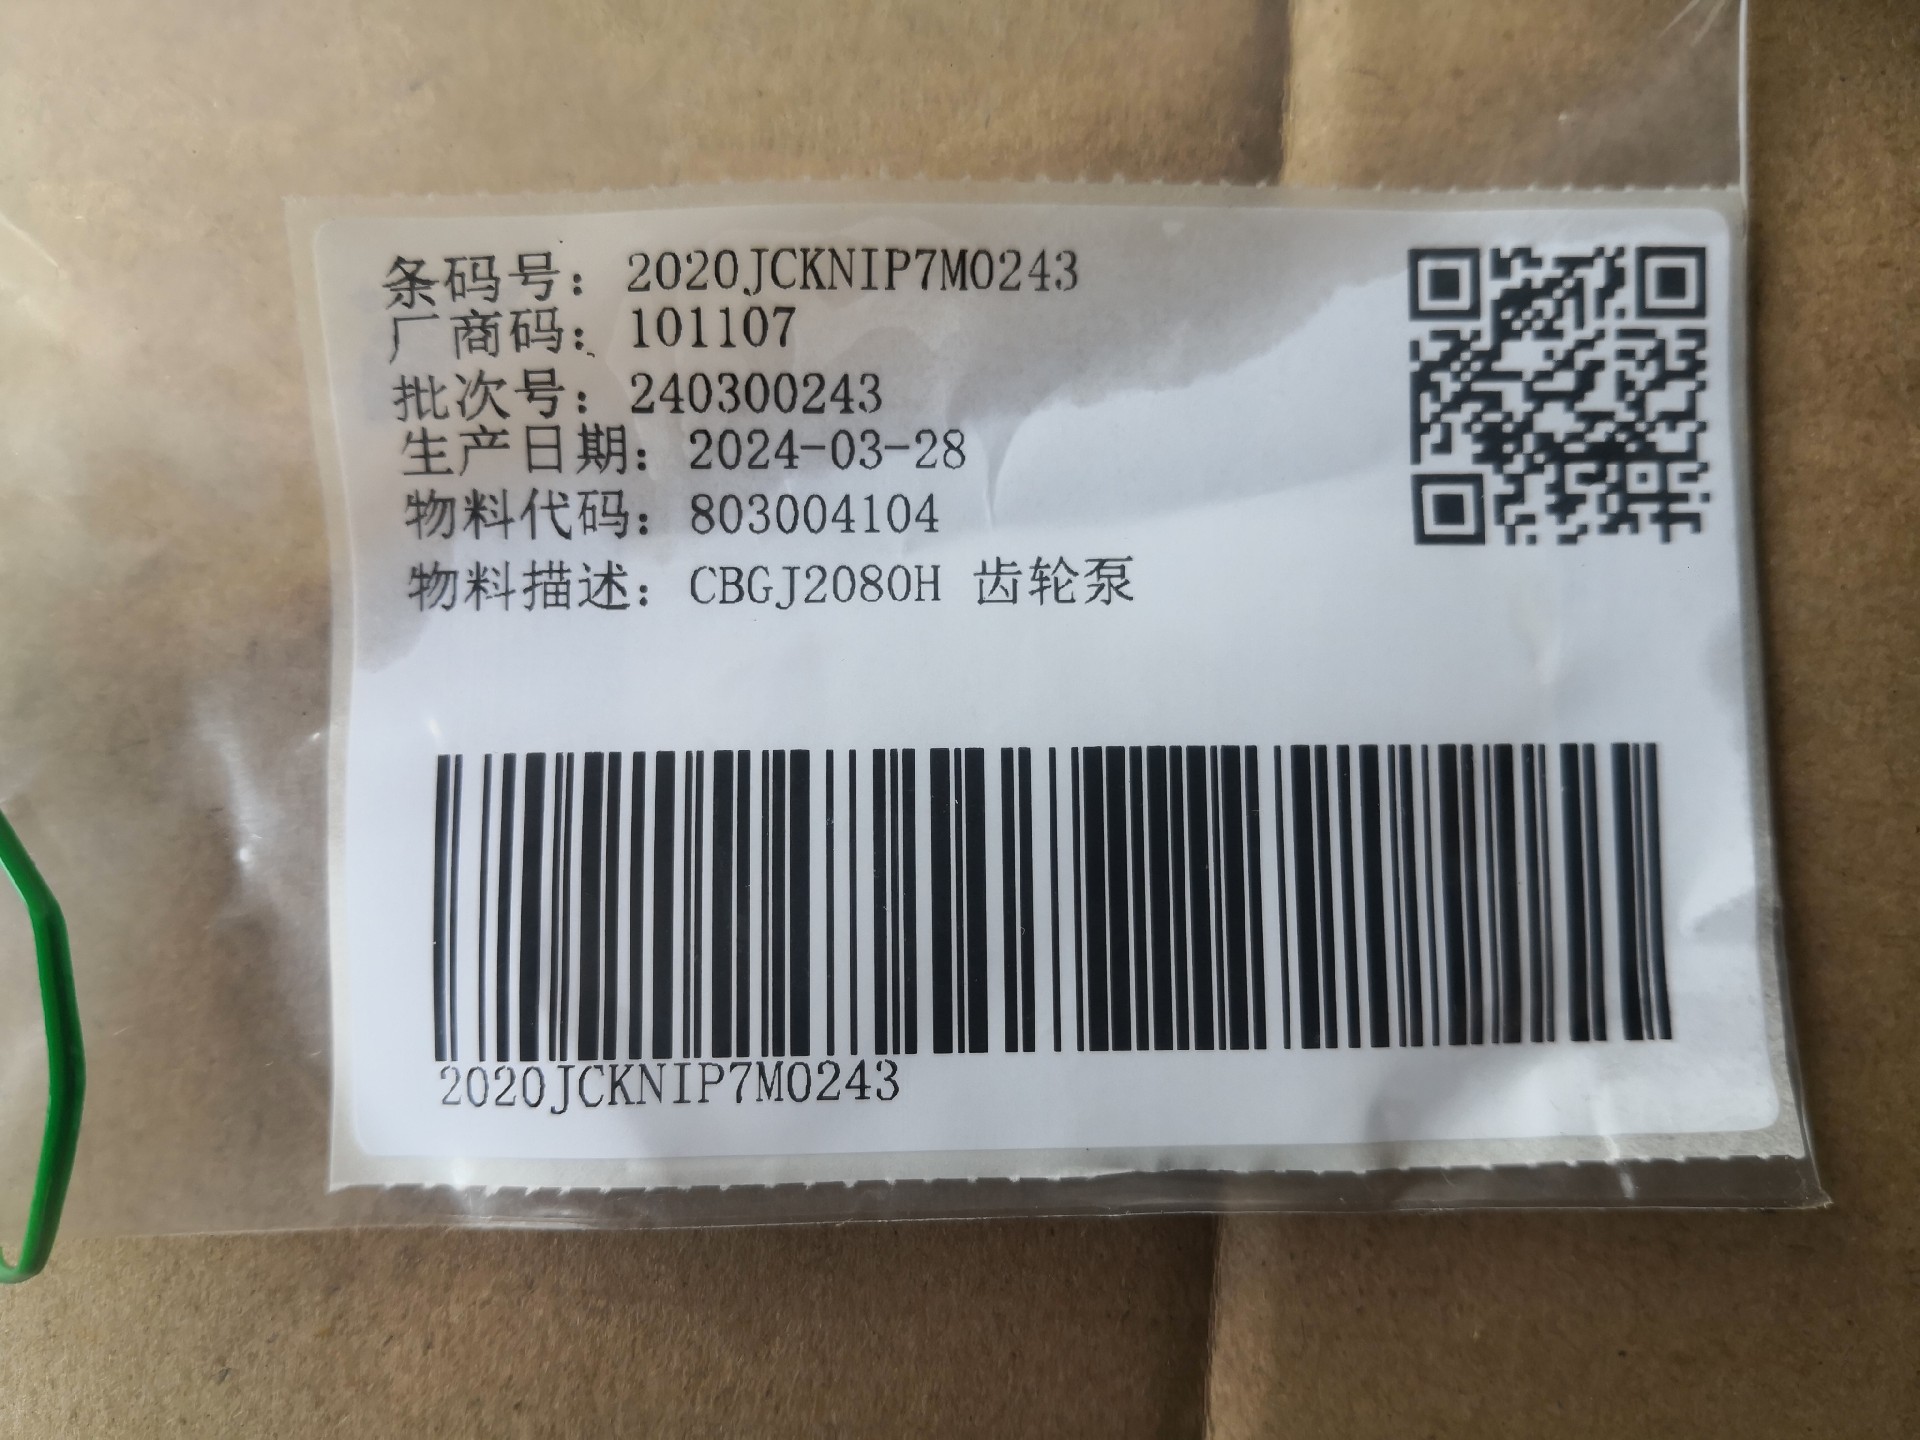 条码号: 2020JCKNIP7M0243
厂商码: 101107
批次号: 240300243
生产日期: 2024-03-28
物料代码: 803004104
物料描述: CBGJ2080H 齿轮泵
2020JCKNIP7M0243